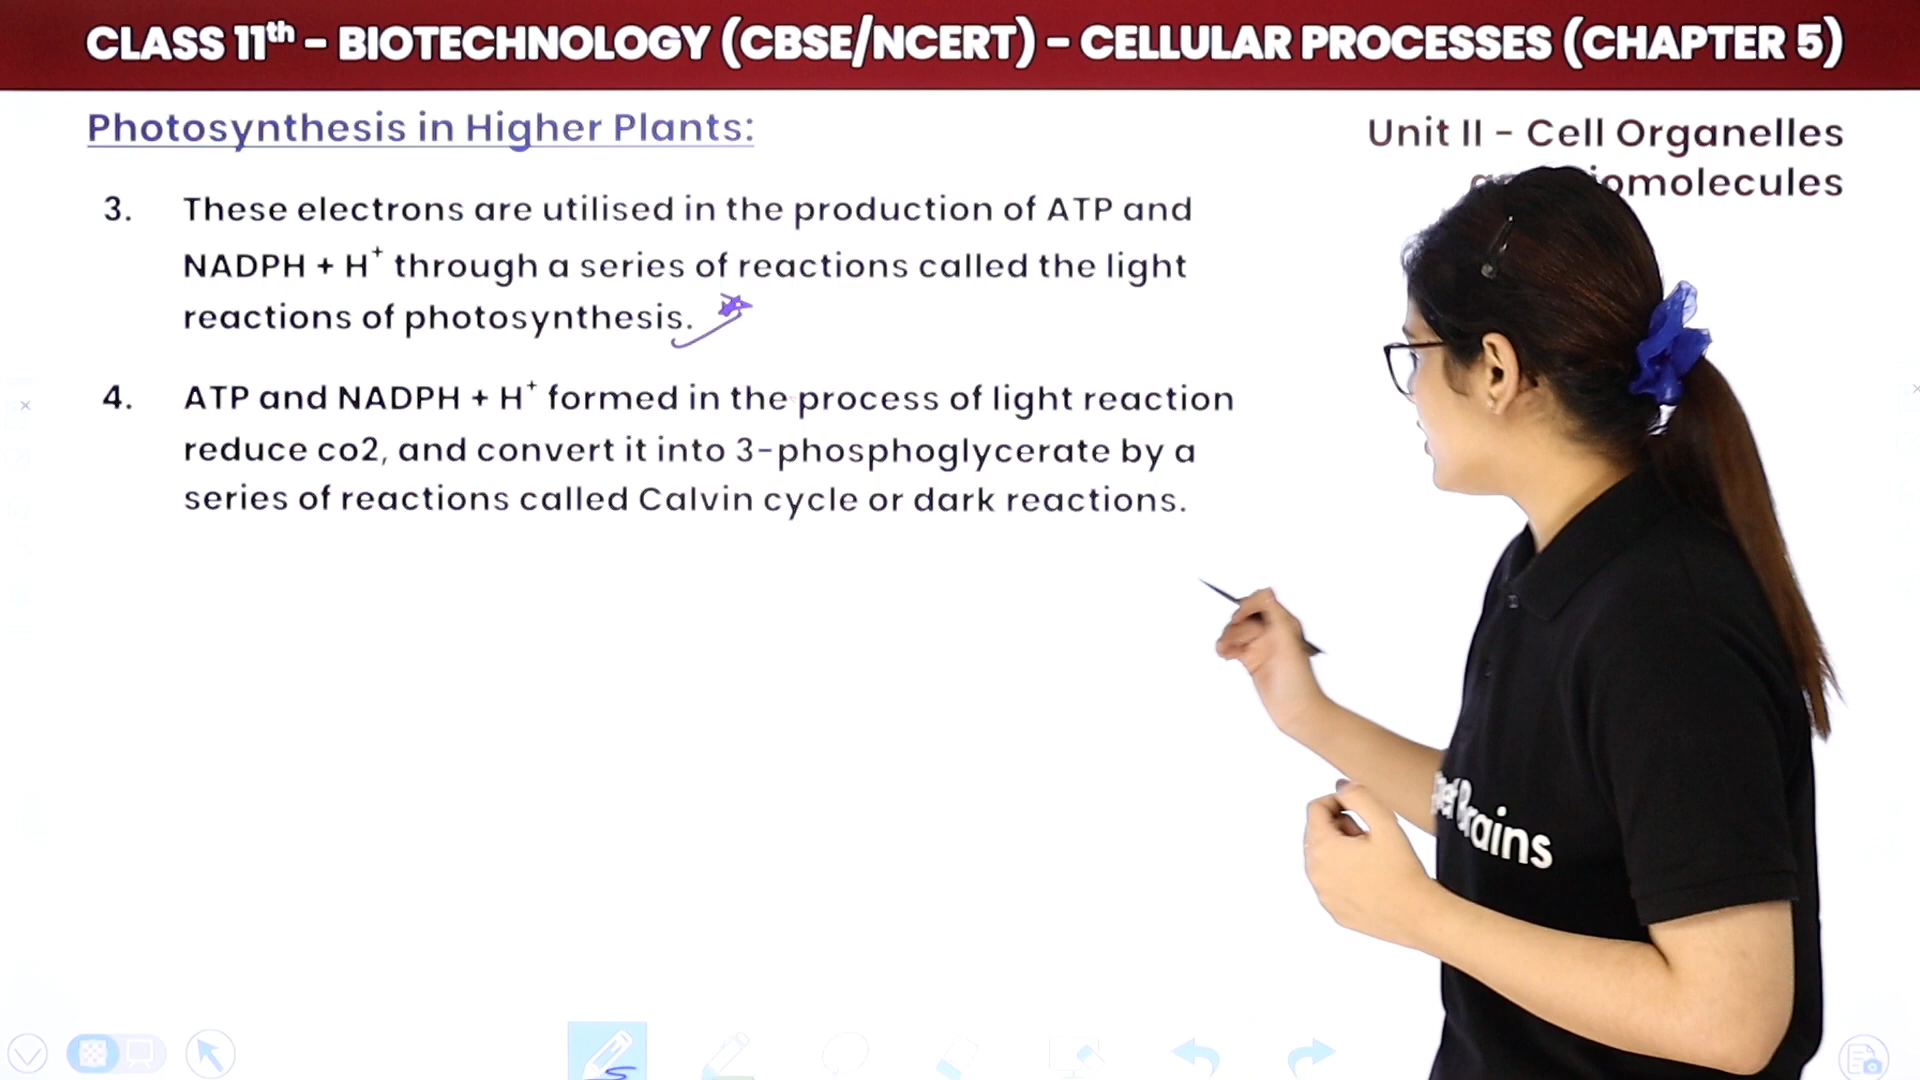 CLASS 11th - BIOTECHNOLOGY (CBSE/NCERT) - CELLULAR PROCESSES (CHAPTER 5)
Photosynthesis in Higher Plants:
Unit II - Cell Organelles
3. These electrons are utilised in the production of ATP and
NADPH + H⁺ through a series of reactions called the light
reactions of photosynthesis.
4. ATP and NADPH + H⁺ formed in the process of light reaction
reduce co2, and convert it into 3-phosphoglycerate by a
series of reactions called Calvin cycle or dark reactions.